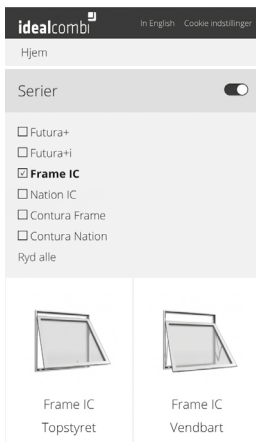 idealcombi
In English Cookie indstillinger
Hjem
Serier
Futura+
Futura+i
Frame IC
Nation IC
Contura Frame
Contura Nation
Ryd alle
Frame IC
Topstyret
Frame IC
Vendbart